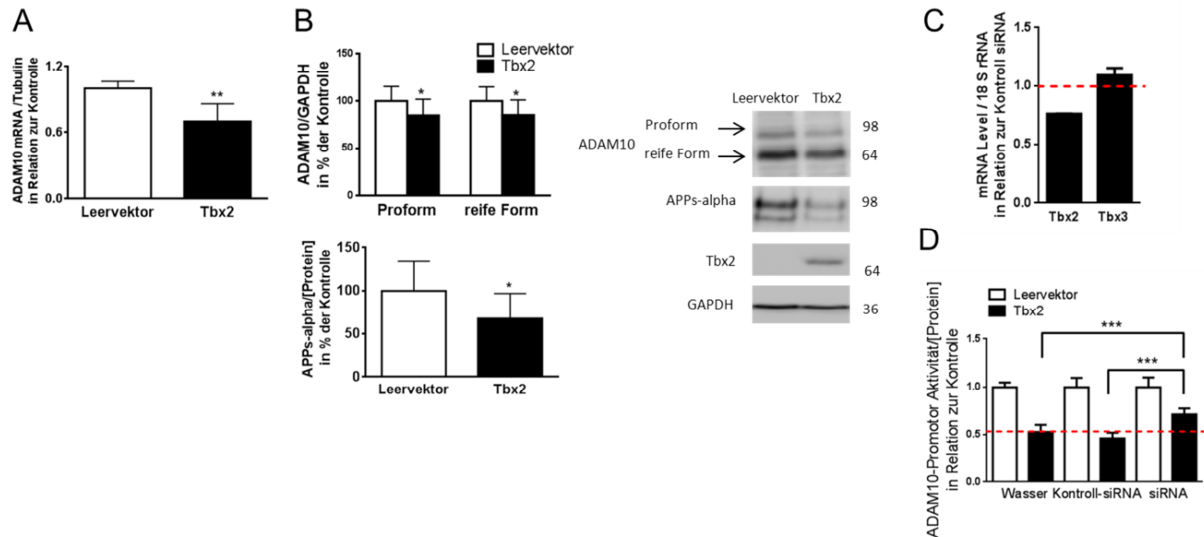 A
ADAM10 mRNA /Tubulin
in Relation zur Kontrolle
1.2
0.6
0.0
**
Leervektor Tbx2
B
Leervektor
Tbx2
ADAM10/GAPDH
in % der Kontrolle
150
100
50
0
* *
Proform reife Form
APPs-alpha/[Protein]
in % der Kontrolle
150
100
50
0
*
Leervektor Tbx2
Leervektor Tbx2
ADAM10
Proform 98
reife Form 64
APPs-alpha 98
Tbx2 64
GAPDH 36
C
mRNA Level / 18 S rRNA
in Relation zur Kontroll siRNA
1.5
1.0
0.5
0.0
Tbx2 Tbx3
D
Leervektor
Tbx2
ADAM10-Promotor Aktivität/[Protein]
in Relation zur Kontrolle
1.5
1.0
0.5
0.0
***
***
Wasser Kontroll-siRNA siRNA